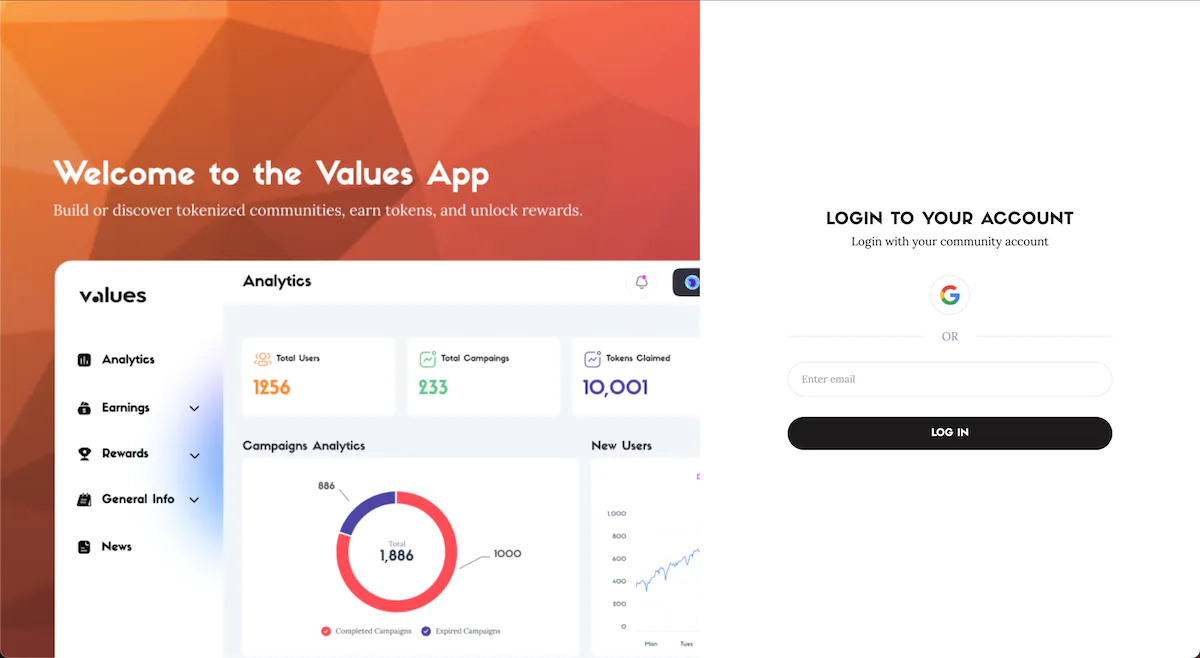 Welcome to the Values App
Build or discover tokenized communities, earn tokens, and unlock rewards.
values
Analytics
Earnings
Rewards
General Info
News
Analytics
Total Users
1256
Total Campaings
233
Tokens Claimed
10,001
Campaigns Analytics
886
Total
1,886
1000
Completed Campaigns
Expired Campaigns
New Users
1,000
800
600
400
200
0
Mon
Tues
LOGIN TO YOUR ACCOUNT
Login with your community account
OR
Enter email
LOG IN